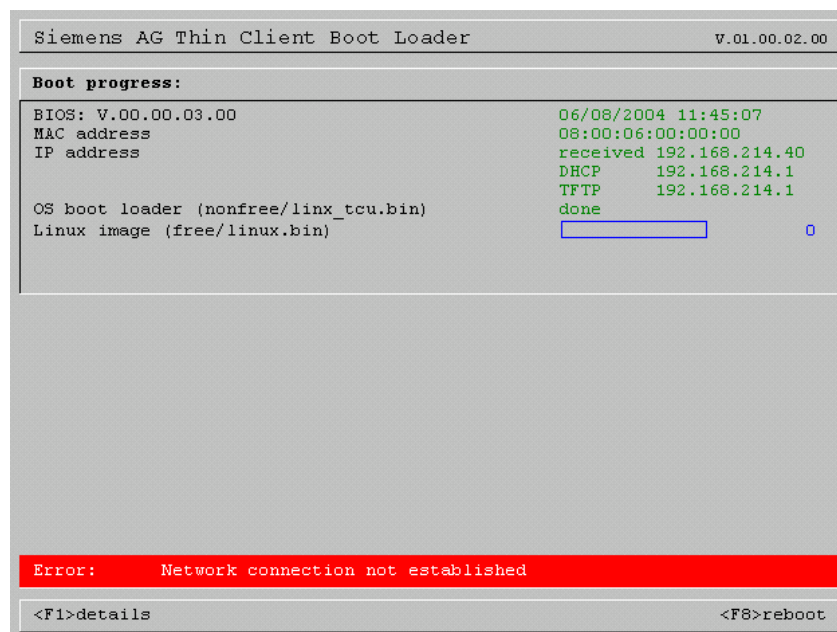 Siemens AG Thin Client Boot Loader V.01.00.02.00
Boot progress:
BIOS: V.00.00.03.00 06/08/2004 11:45:07
MAC address 08:00:06:00:00:00
IP address received 192.168.214.40
DHCP 192.168.214.1
TFTP 192.168.214.1
OS boot loader (nonfree/linx_tcu.bin) done
Linux image (free/linux.bin) 0
Error: Network connection not established
<F1>details <F8>reboot